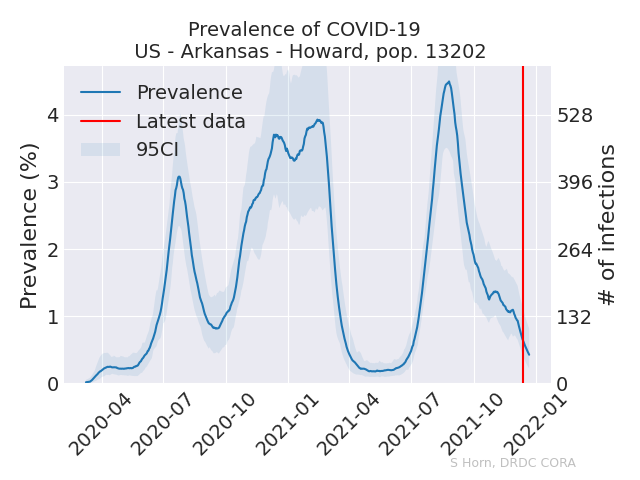 Prevalence of COVID-19
US - Arkansas - Howard, pop. 13202
Prevalence
Latest data
95CI
Prevalence (%)
4
3
2
1
0
# of infections
528
396
264
132
0
2020-04
2020-07
2020-10
2021-01
2021-04
2021-07
2021-10
2022-01
S Horn, DRDC CORA